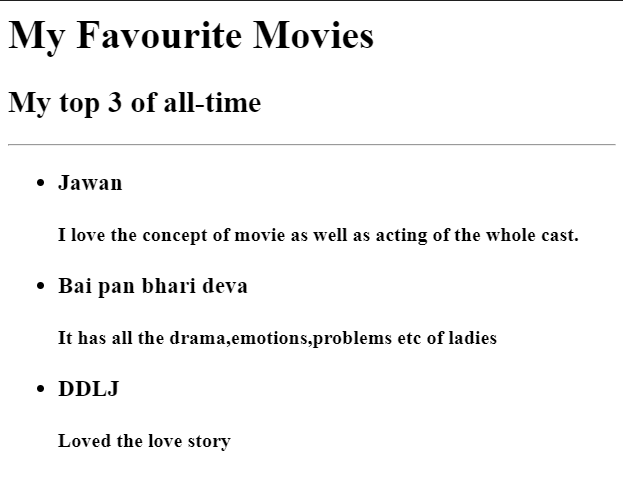 My Favourite Movies
My top 3 of all-time
Jawan
I love the concept of movie as well as acting of the whole cast.
Bai pan bhari deva
It has all the drama,emotions,problems etc of ladies
DDLJ
Loved the love story